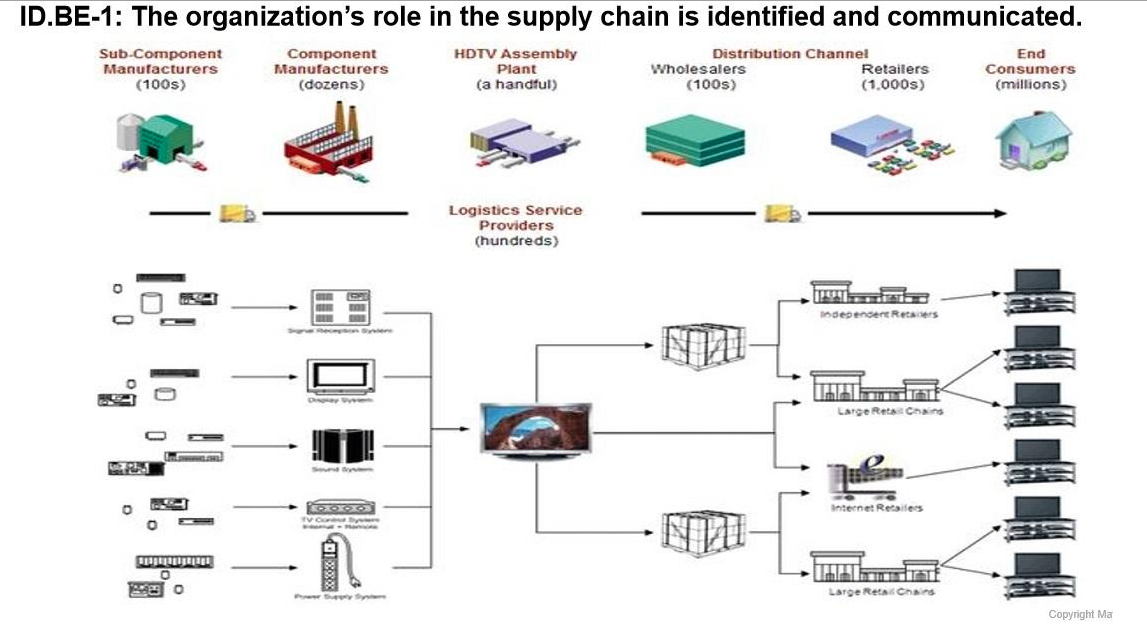 ID.BE-1: The organization’s role in the supply chain is identified and communicated.
Sub-Component
Manufacturers
(100s)
Component
Manufacturers
(dozens)
HDTV Assembly
Plant
(a handful)
Distribution Channel
Wholesalers
(100s)
Retailers
(1,000s)
End
Consumers
(millions)
Logistics Service
Providers
(hundreds)
Signal Reception System
Display System
Sound System
TV Control System
Internal + Remote
Power Supply System
Independent Retailers
Large Retail Chains
Internet Retailers
Large Retail Chains
Copyright Ma